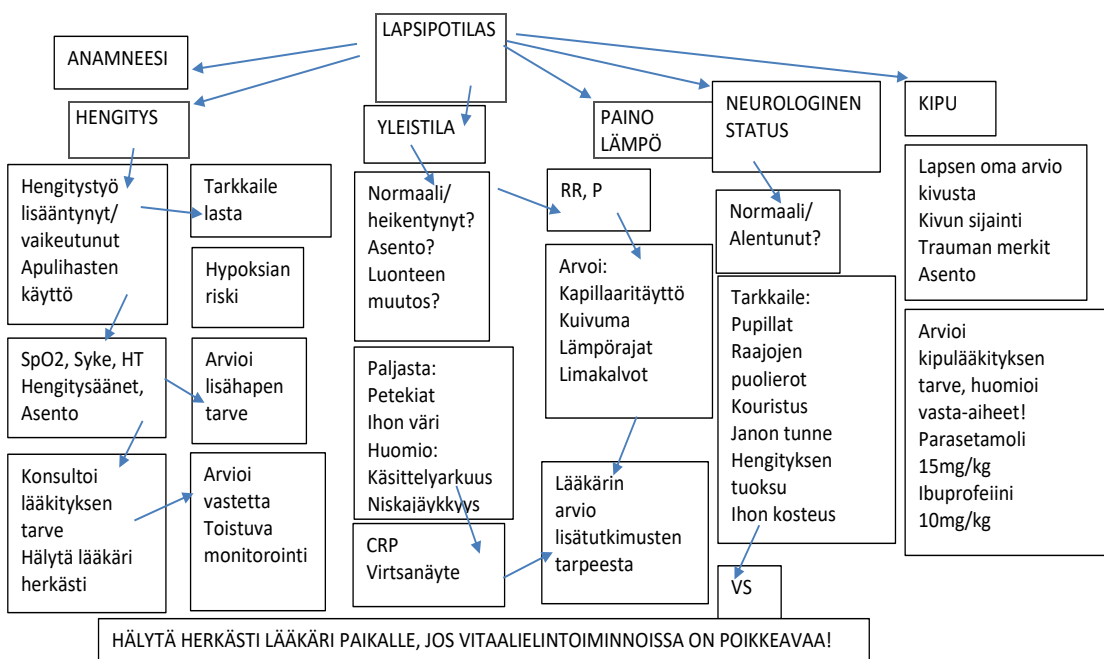 LAPSIPOTILAS
ANAMNEESI
HENGITYS
YLEISTILA
PAINO
LÄMPÖ
NEUROLOGINEN
STATUS
KIPU
Hengitystyö
lisääntynyt/
vaikeutunut
Apulihasten
käyttö
Tarkkaile
lasta
Hypoksian
riski
SpO2, Syke, HT
Hengitysäänet,
Asento
Arvioi
lisähapen
tarve
Konsultoi
lääkityksen
tarve
Hälytä lääkäri
herkästi
Arvioi
vastetta
Toistuva
monitorointi
Normaali/
heikentynyt?
Asento?
Luonteen
muutos?
Paljasta:
Petekiat
Ihon väri
Huomio:
Käsittelyarkuus
Niskajäykkyys
CRP
Virtsanäyte
RR, P
Arvoi:
Kapillaaritäyttö
Kuivuma
Lämpörajat
Limakalvot
Lääkärin
arvio
lisätutkimusten
tarpeesta
Normaali/
Alentunut?
Tarkkaile:
Pupillat
Raajojen
puolierot
Kouristus
Janon tunne
Hengityksen
tuoksu
Ihon kosteus
VS
Lapsen oma arvio
kivusta
Kivun sijainti
Trauman merkit
Asento
Arvioi
kipulääkityksen
tarve, huomioi
vasta-aiheet!
Parasetamoli
15mg/kg
Ibuprofeiini
10mg/kg
HÄLYTÄ HERKÄSTI LÄÄKÄRI PAIKALLE, JOS VITAALIELINTOIMINNOISSA ON POIKKEAVAA!